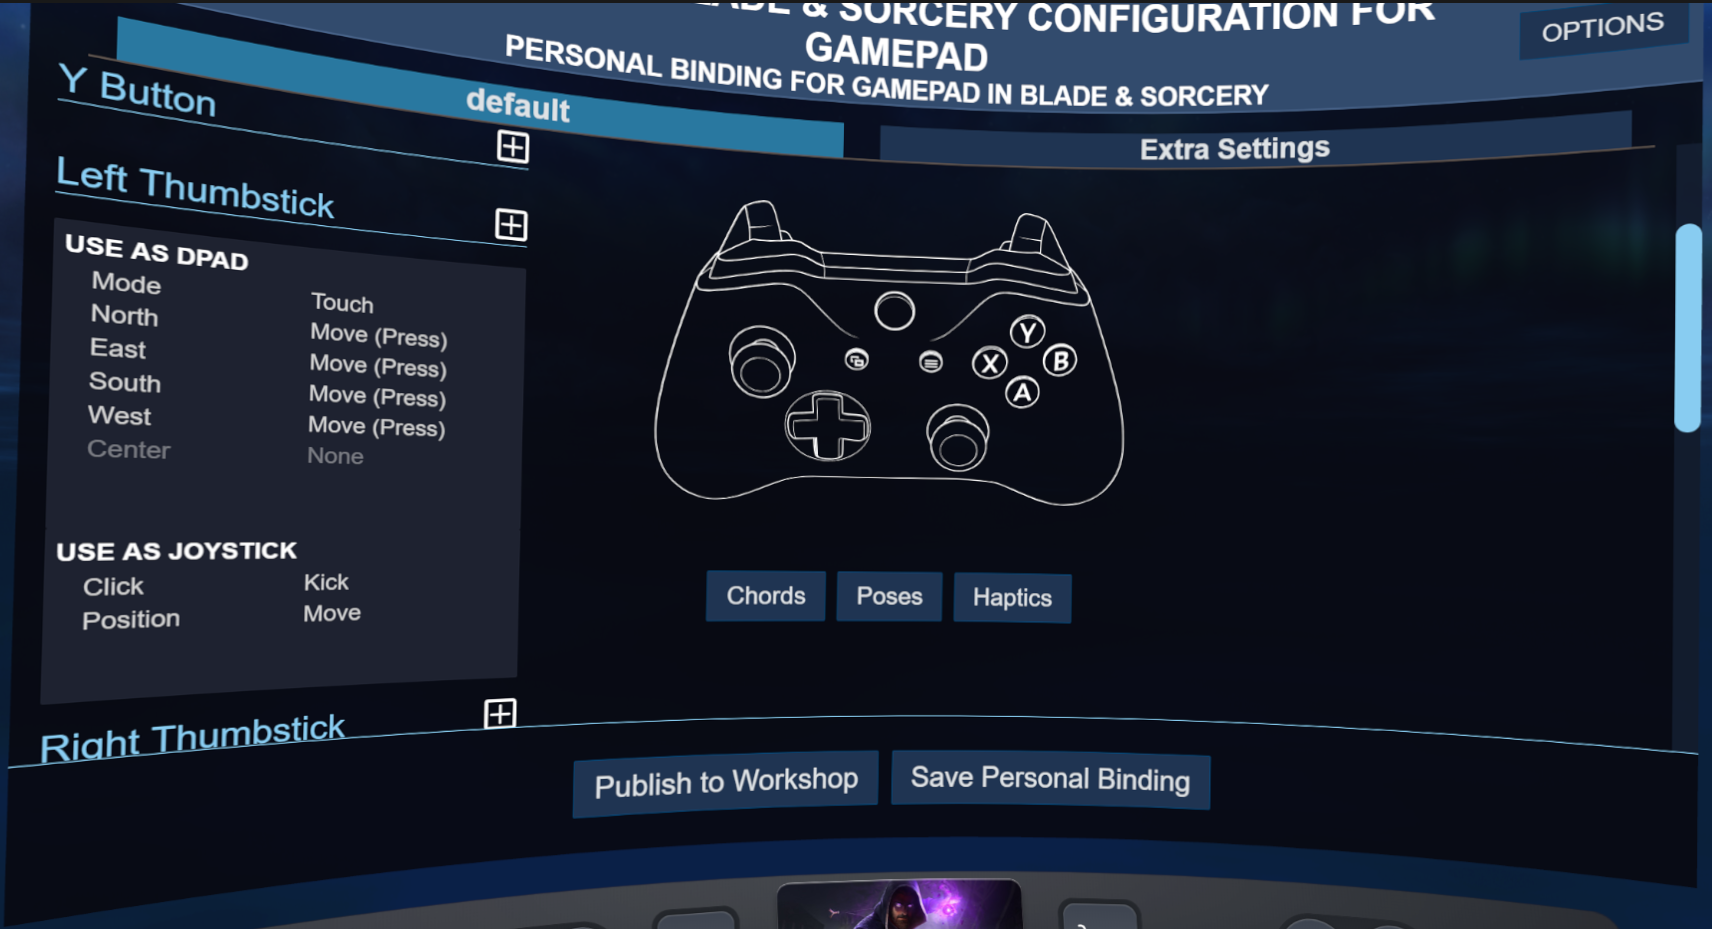 & SORCERY CONFIGURATION FOR
GAMEPAD
PERSONAL BINDING FOR GAMEPAD IN BLADE & SORCERY
OPTIONS
default
Extra Settings
Y Button
Left Thumbstick
USE AS DPAD
Mode Touch
North Move (Press)
East Move (Press)
South Move (Press)
West Move (Press)
Center None
USE AS JOYSTICK
Click Kick
Position Move
Right Thumbstick
Y
X
B
A
Chords
Poses
Haptics
Publish to Workshop
Save Personal Binding